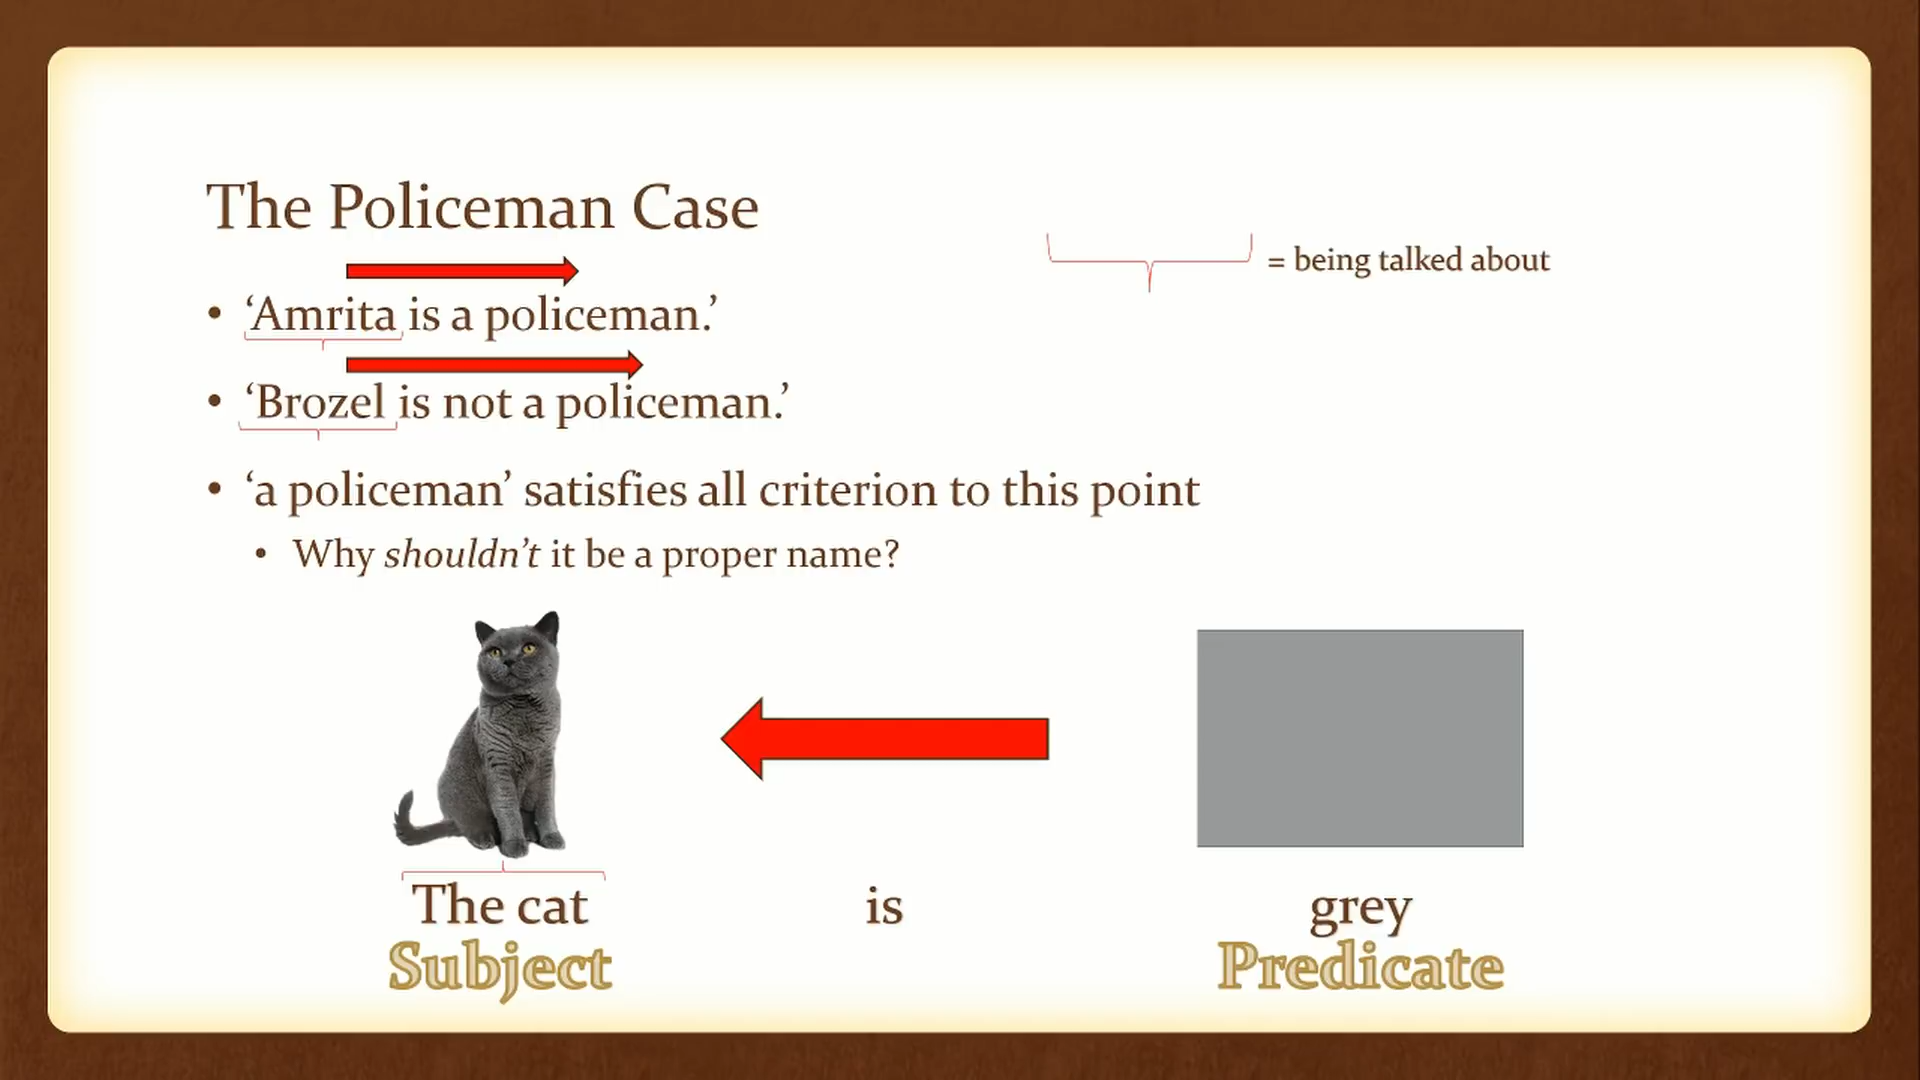 The Policeman Case
= being talked about
• ‘Amrita is a policeman.’
• ‘Brozel is not a policeman.’
• ‘a policeman’ satisfies all criterion to this point
• Why shouldn’t it be a proper name?
The cat is grey
Subject Predicate